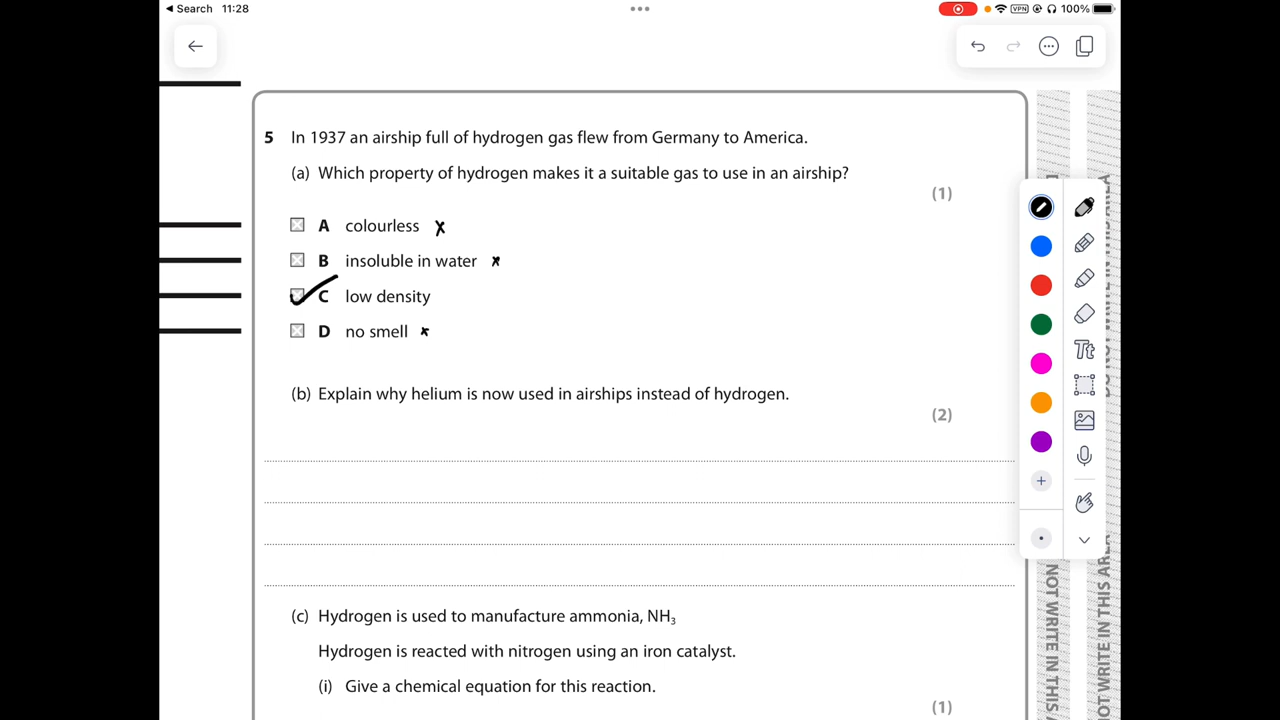 Search 11:28
VPN 100%
5 In 1937 an airship full of hydrogen gas flew from Germany to America.
(a) Which property of hydrogen makes it a suitable gas to use in an airship?
(1)
A colourless x
B insoluble in water x
C low density
D no smell x
(b) Explain why helium is now used in airships instead of hydrogen.
(2)
(c) Hydrogen is used to manufacture ammonia, NH₃
Hydrogen is reacted with nitrogen using an iron catalyst.
(i) Give a chemical equation for this reaction.
(1)
Tt
NOT WRITE IN THIS
NOT WRITE IN THIS AREA